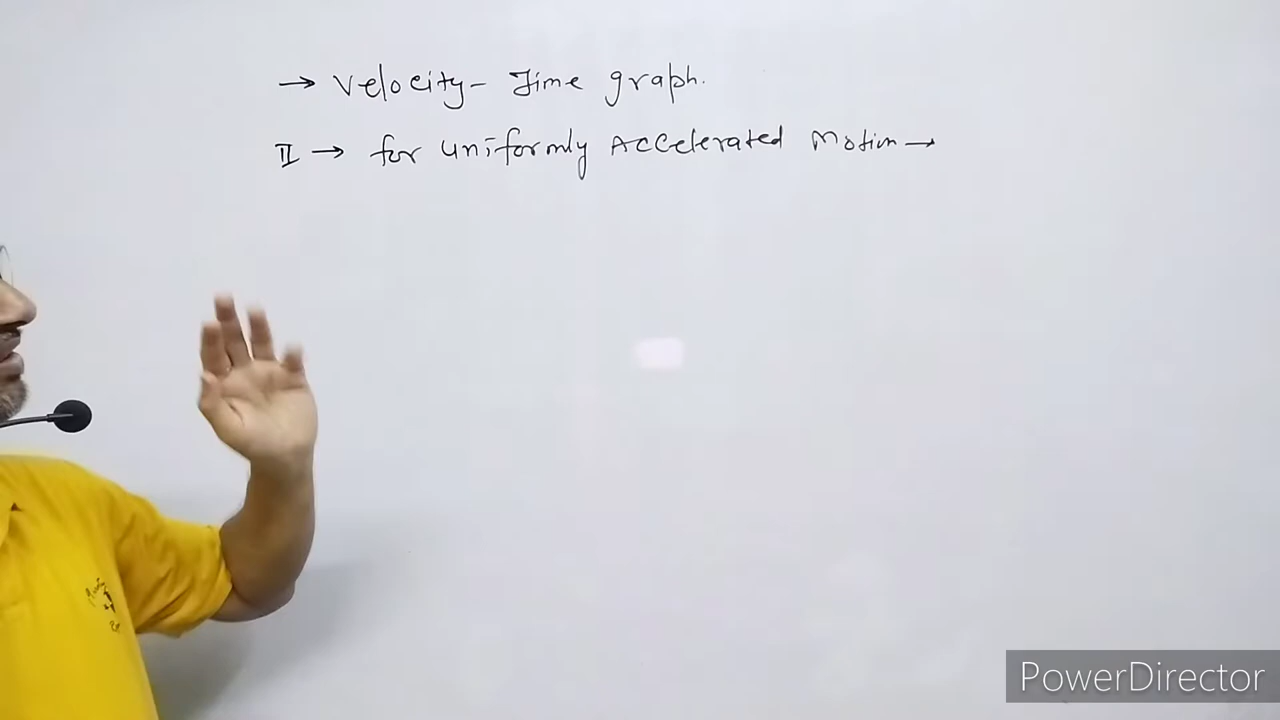 → Velocity - Time graph.
II → for uniformly Accelerated Motion →
PowerDirector